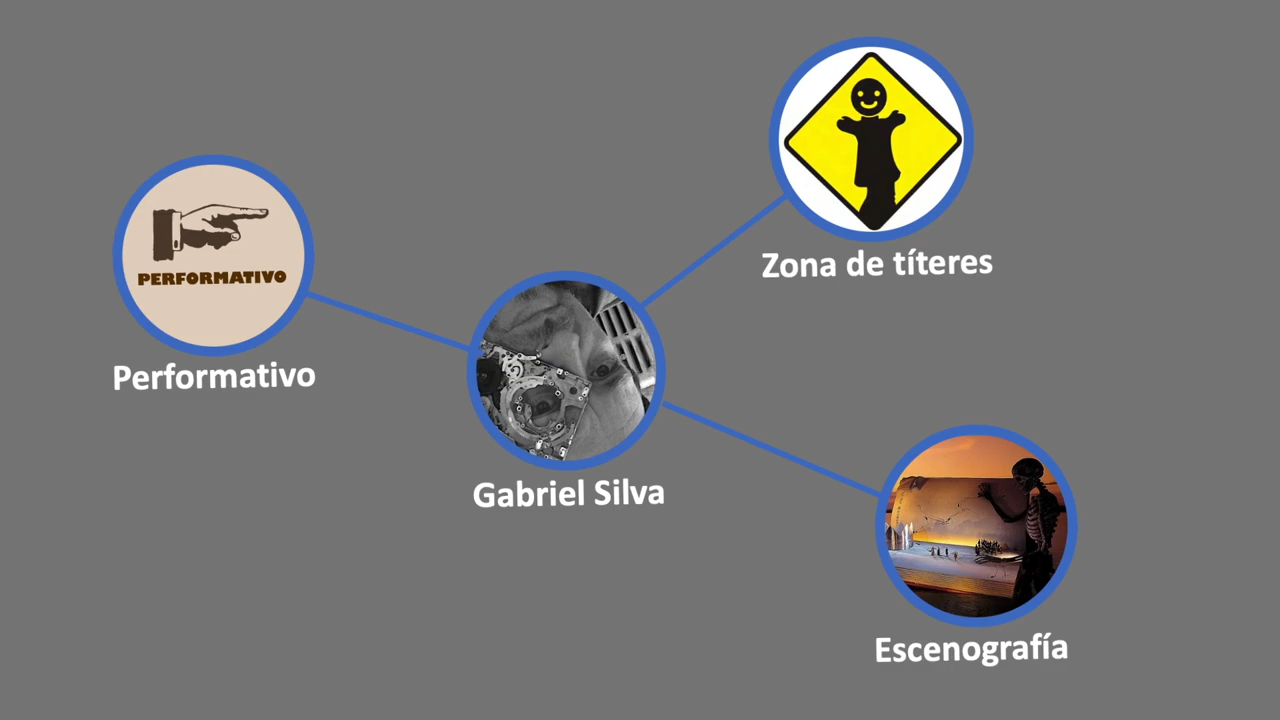 PERFORMATIVO
Performativo
Zona de títeres
Gabriel Silva
Escenografía